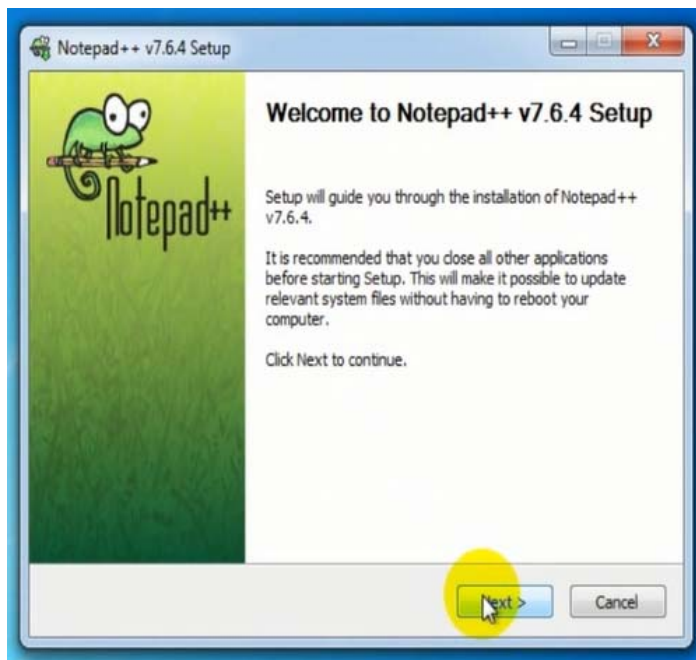 Notepad++ v7.6.4 Setup
Notepad++
Welcome to Notepad++ v7.6.4 Setup
Setup will guide you through the installation of Notepad++
v7.6.4.
It is recommended that you close all other applications
before starting Setup. This will make it possible to update
relevant system files without having to reboot your
computer.
Click Next to continue.
Next >
Cancel